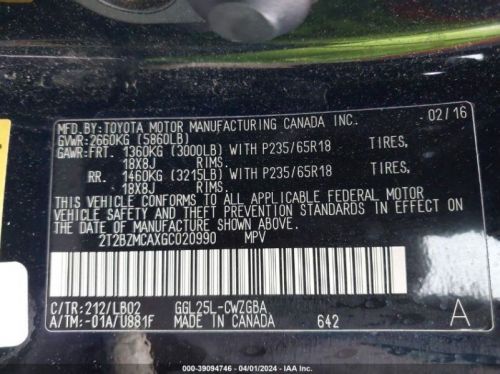 MFD.BY:TOYOTA MOTOR MANUFACTURING CANADA INC. 02/16
GVWR:2660KG (5860LB)
GAWR:FRT. 1360KG (3000LB) WITH P235/65R18 TIRES,
18X8J RIMS.
RR. 1460KG (3215LB) WITH P235/65R18 TIRES,
18X8J RIMS.
THIS VEHICLE CONFORMS TO ALL APPLICABLE FEDERAL MOTOR
VEHICLE SAFETY AND THEFT PREVENTION STANDARDS IN
EFFECT ON THE DATE OF MANUFACTURE SHOWN ABOVE.
2T2BZMCAXGC020990 MPV
C/TR:212/LB02 GGL25L-CWZGBA
A/TM:-01A/U881F MADE IN CANADA 642 A
000-39094746 - 04/01/2024 - IAA Inc.